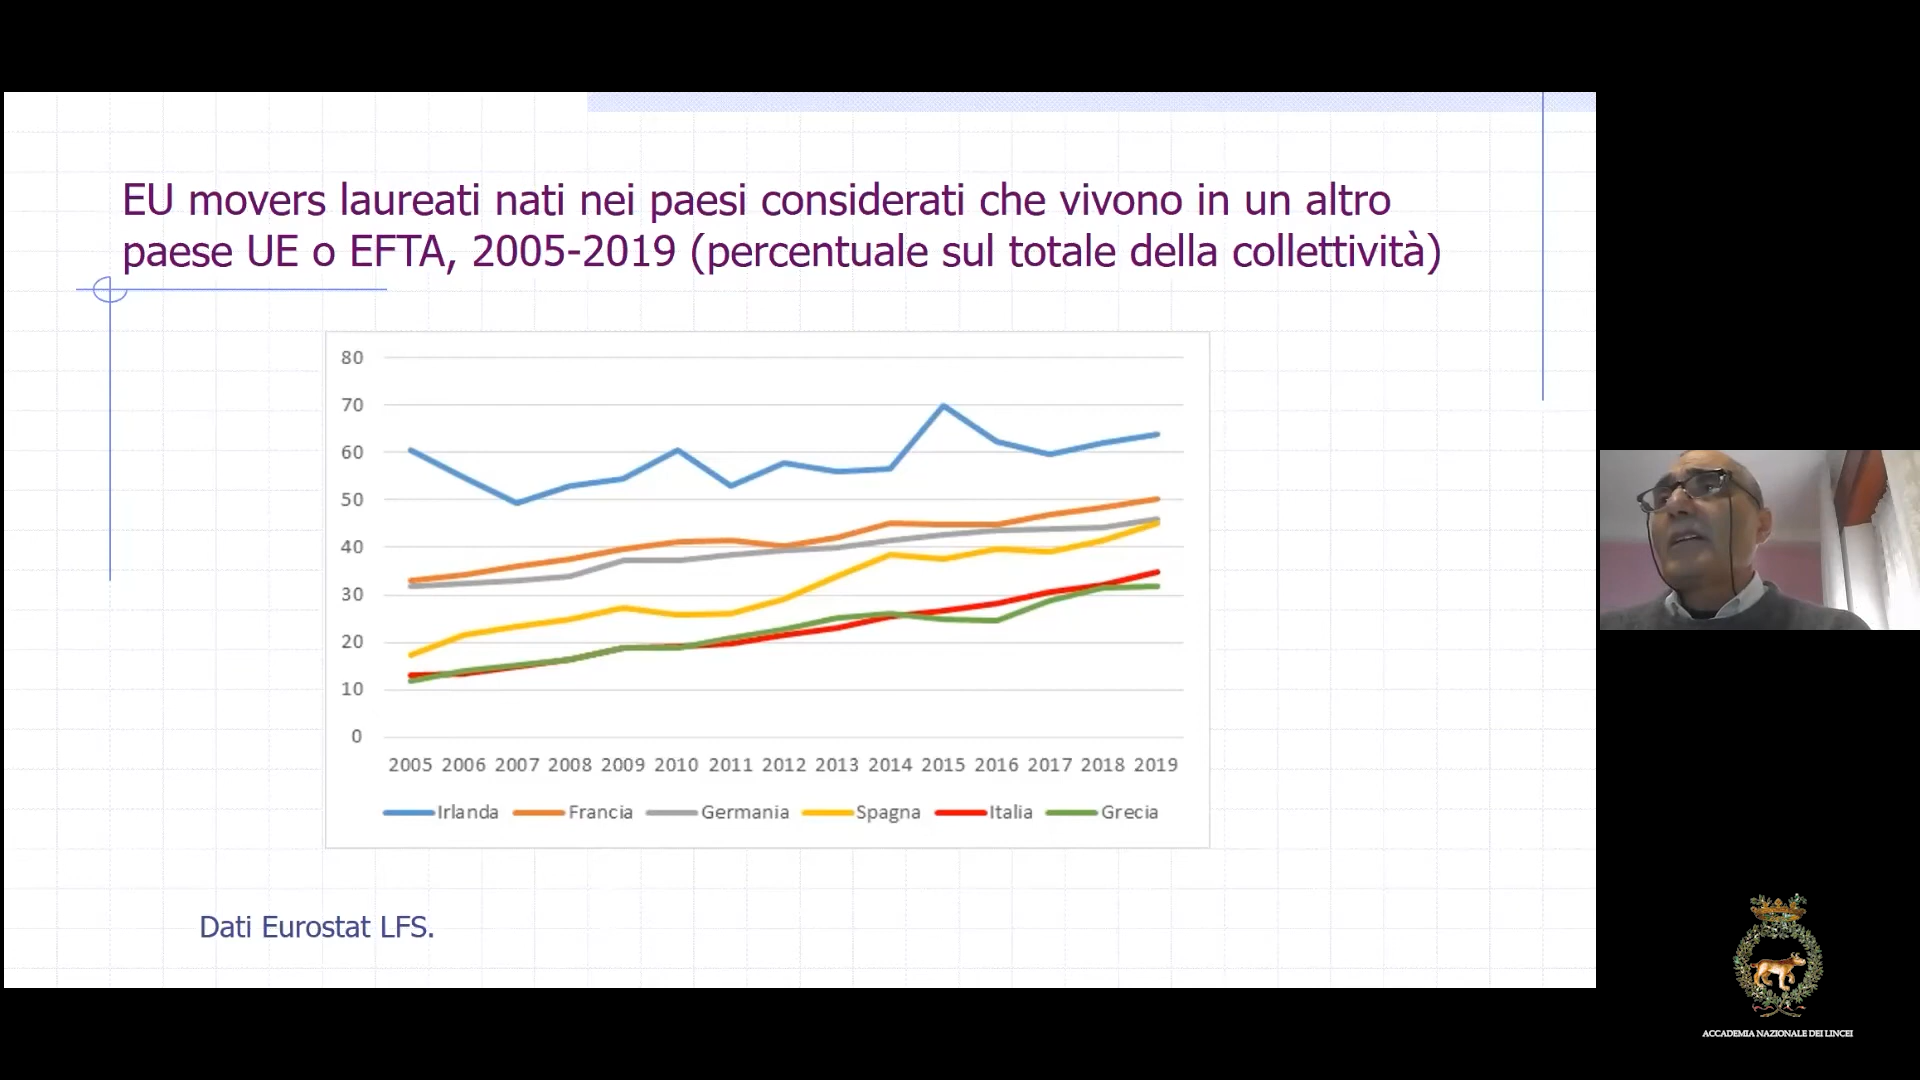 EU movers laureati nati nei paesi considerati che vivono in un altro
paese UE o EFTA, 2005-2019 (percentuale sul totale della collettività)
80
70
60
50
40
30
20
10
0
2005 2006 2007 2008 2009 2010 2011 2012 2013 2014 2015 2016 2017 2018 2019
Irlanda Francia Germania Spagna Italia Grecia
Dati Eurostat LFS.
ACCADEMIA NAZIONALE DEI LINCEI